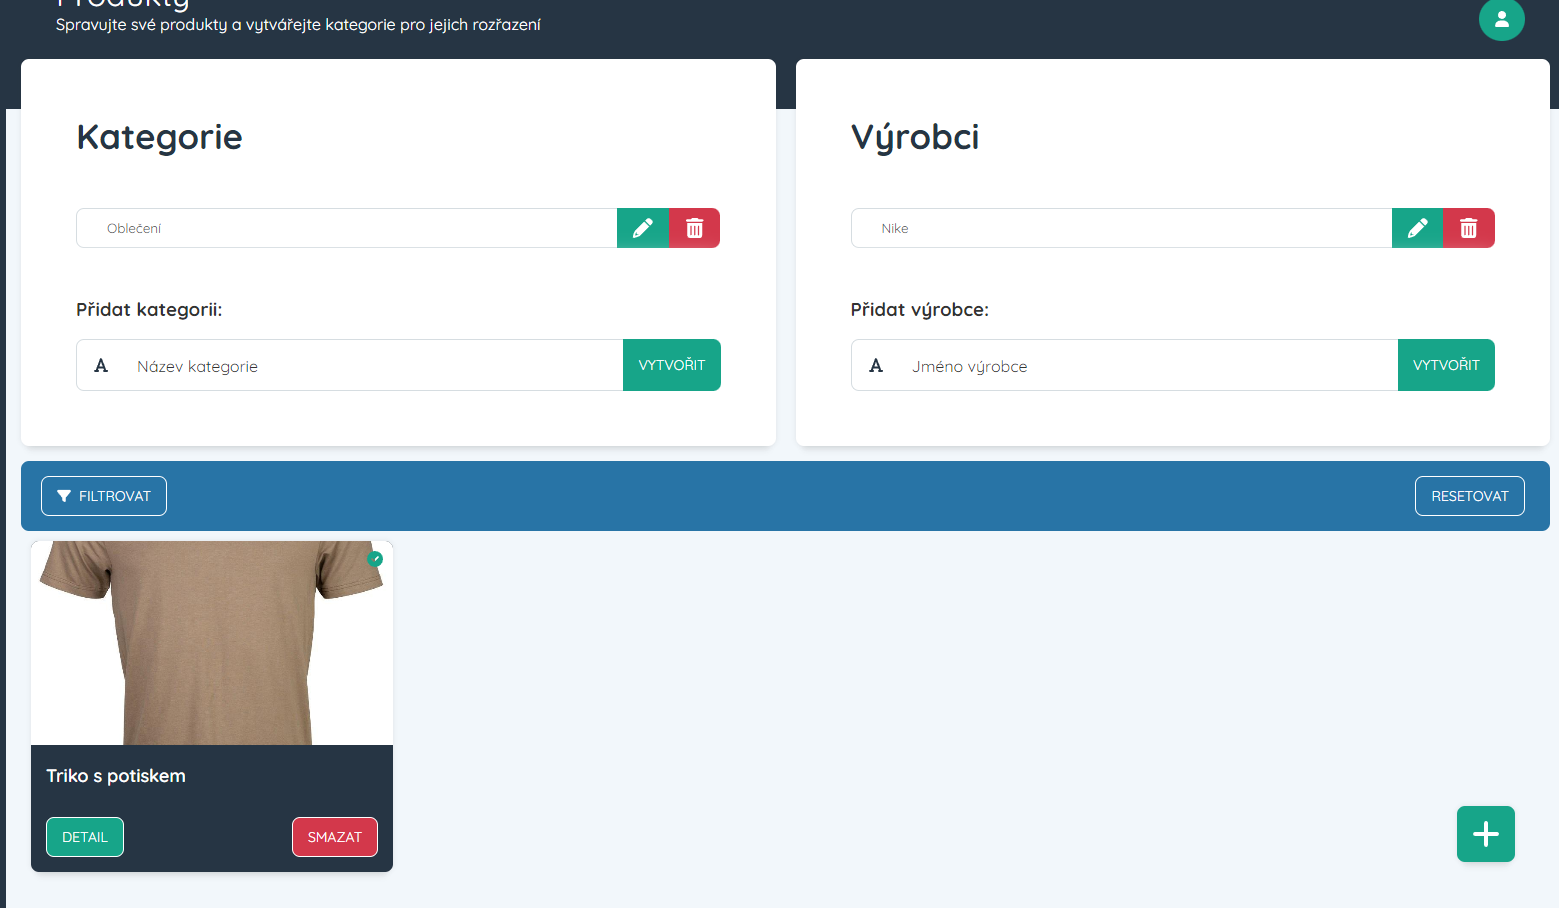 Produkty
Spravujte své produkty a vytvářejte kategorie pro jejich rozřazení
Kategorie
Oblečení
Přidat kategorii:
Název kategorie
VYTVOŘIT
Výrobci
Nike
Přidat výrobce:
Jméno výrobce
VYTVOŘIT
FILTROVAT
RESETOVAT
Triko s potiskem
DETAIL
SMAZAT